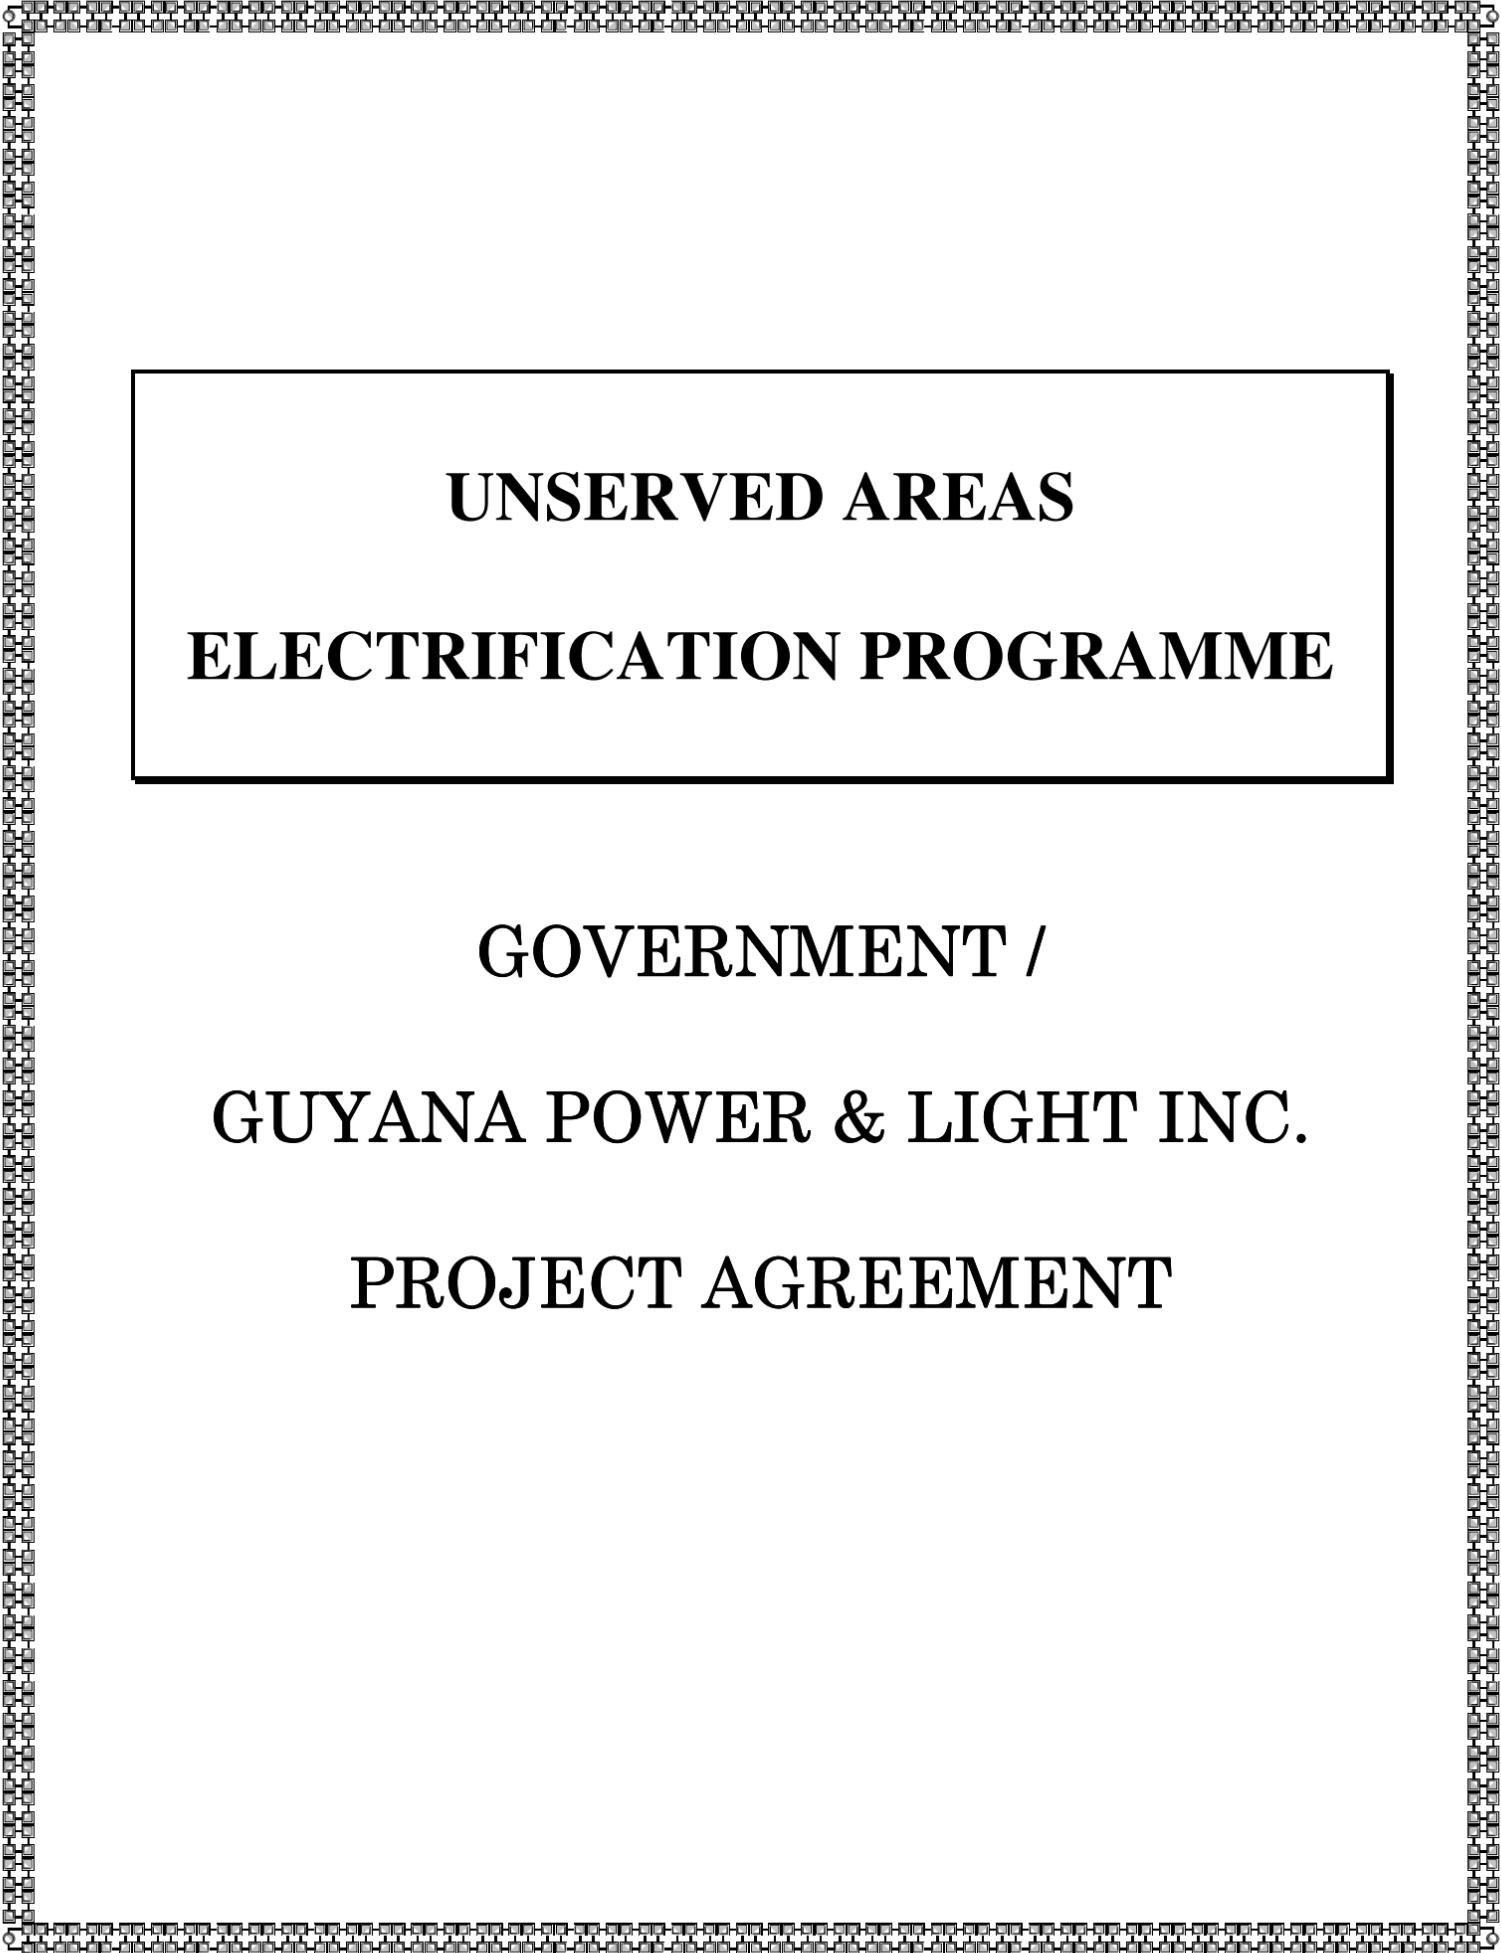 UNSERVED AREAS
ELECTRIFICATION PROGRAMME
GOVERNMENT /
GUYANA POWER & LIGHT INC.
PROJECT AGREEMENT